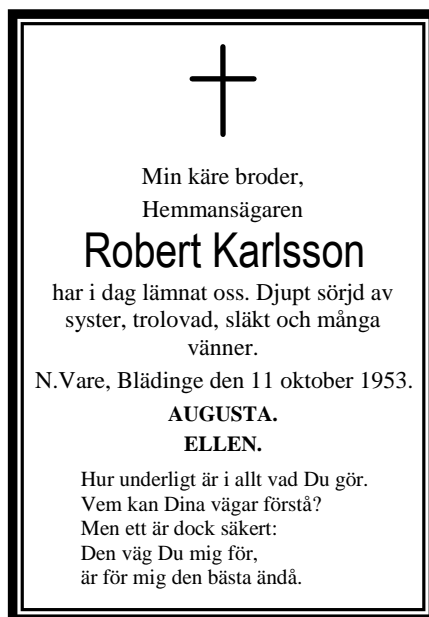 Min käre broder,
Hemmansägaren
Robert Karlsson
har i dag lämnat oss. Djupt sörjd av
syster, trolovad, släkt och många
vänner.
N.Vare, Blädinge den 11 oktober 1953.
AUGUSTA.
ELLEN.
Hur underligt är i allt vad Du gör.
Vem kan Dina vägar förstå?
Men ett är dock säkert:
Den väg Du mig för,
är för mig den bästa ändå.